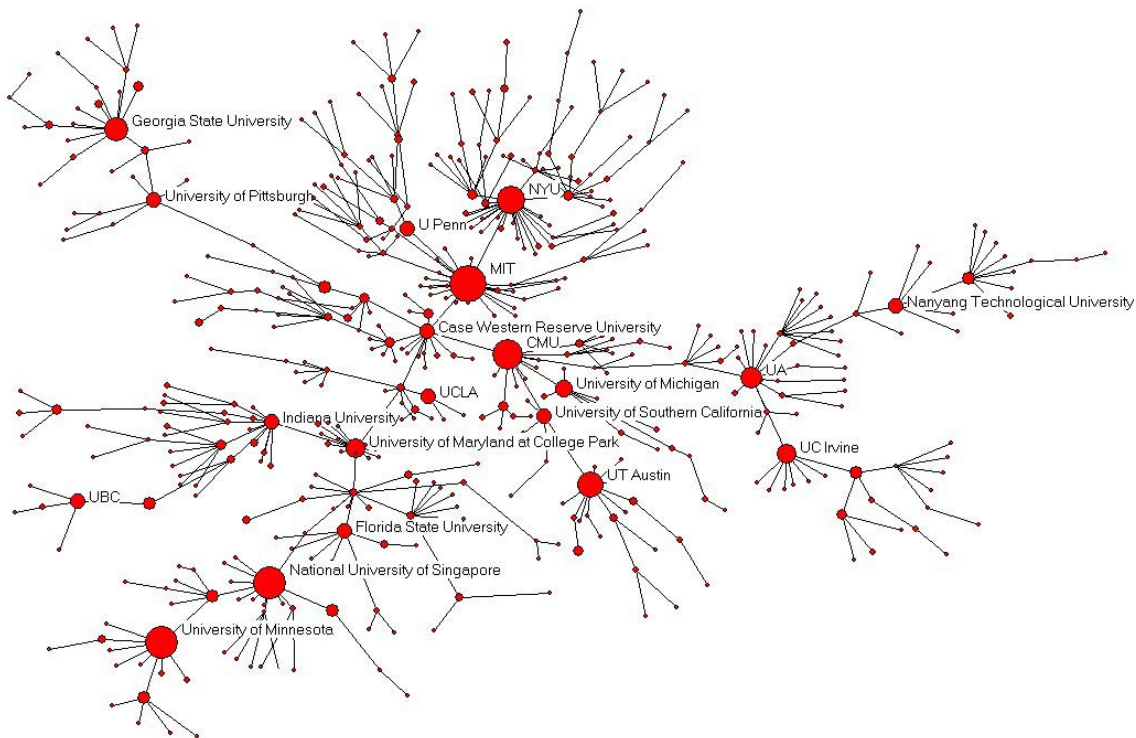 Georgia State University
University of Pittsburgh
NYU
U Penn
MIT
Nanyang Technological University
Case Western Reserve University
CMU
UA
University of Michigan
UCLA
University of Southern California
Indiana University
University of Maryland at College Park
UC Irvine
UT Austin
UBC
Florida State University
National University of Singapore
University of Minnesota